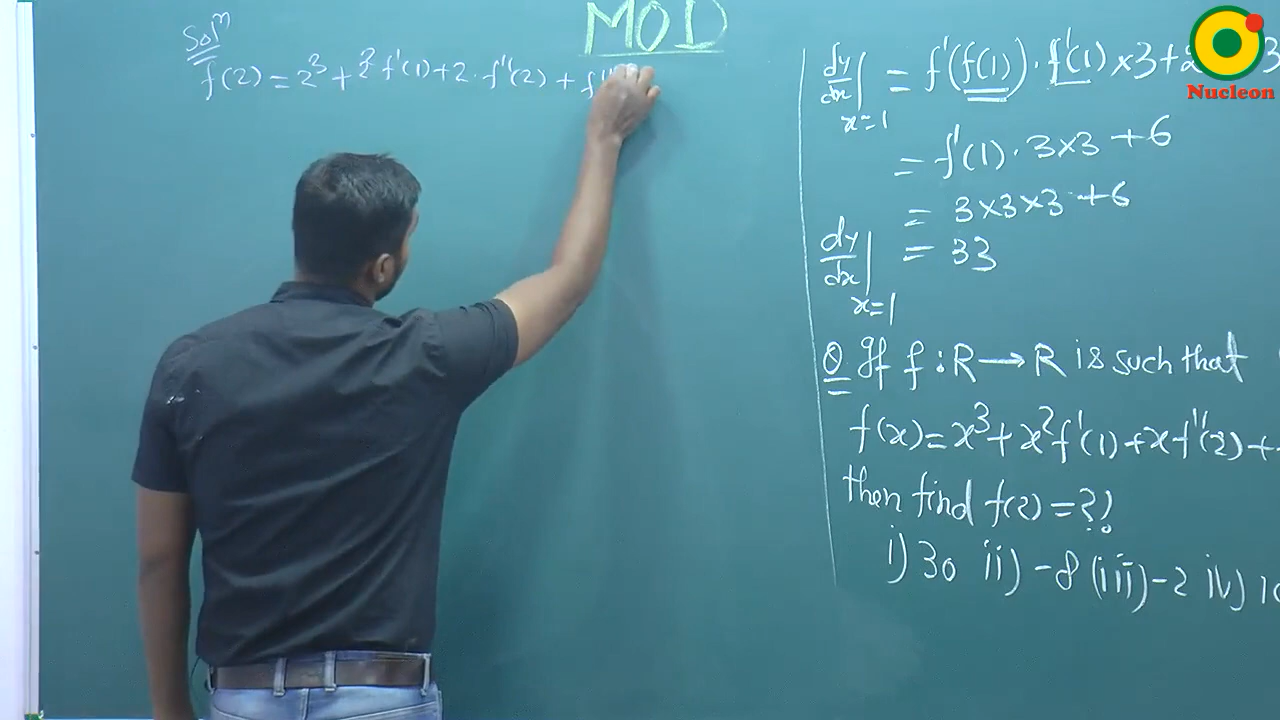 MOD
Solⁿ
f(2) = 2³ + 2² f'(1) + 2 · f''(2) +
dy/dx |x=1 = f'(f(1)) · f'(1) × 3 +
= f'(1) · 3×3 + 6
= 3×3×3 + 6
dy/dx |x=1 = 33
Q If f : R → R is such that
f(x) = x³ + x² f'(1) + x f''(2) +
then find f(2) = ??
i) 30 ii) -8 (iii) -2 iv)
Nucleon